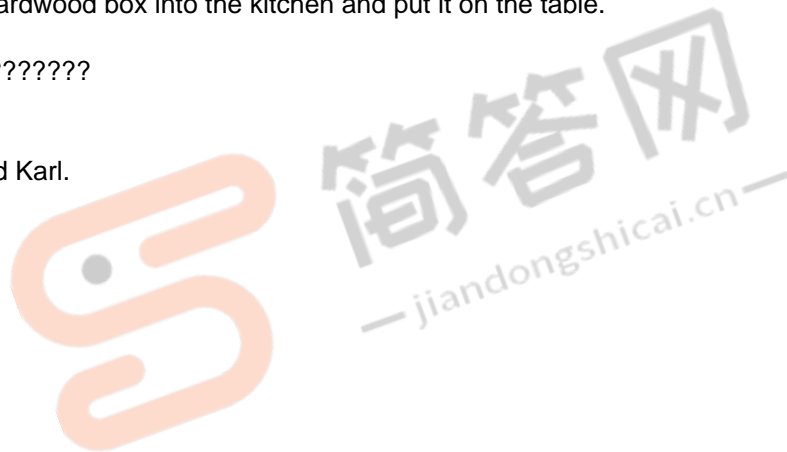 ardwood box into the kitchen and put it on the table.
???????
d Karl.
简答网
jiandongshicai.cn